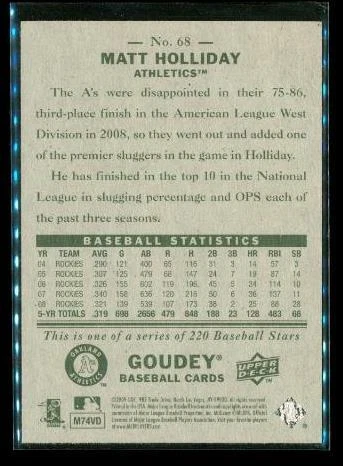 — No. 68 —
MATT HOLLIDAY
ATHLETICS™
The A's were disappointed in their 75-86,
third-place finish in the American League West
Division in 2008, so they went out and added one
of the premier sluggers in the game in Holliday.
He has finished in the top 10 in the National
League in slugging percentage and OPS each of
the past three seasons.
BASEBALL STATISTICS
YR TEAM AVG G AB R H 2B 3B HR RBI SB
04 ROCKIES .290 121 400 65 116 31 3 14 57 3
05 ROCKIES .307 125 479 68 147 24 7 19 87 14
06 ROCKIES .326 155 602 119 196 45 5 34 114 10
07 ROCKIES .340 158 636 120 216 50 6 36 137 11
08 ROCKIES .321 139 539 107 173 38 2 25 88 28
5-YR TOTALS .319 698 2656 479 848 188 23 128 483 66
This is one of a series of 220 Baseball Stars
OAKLAND
A's
ATHLETICS
GOUDEY®
BASEBALL CARDS
UPPER
DECK
M74VD